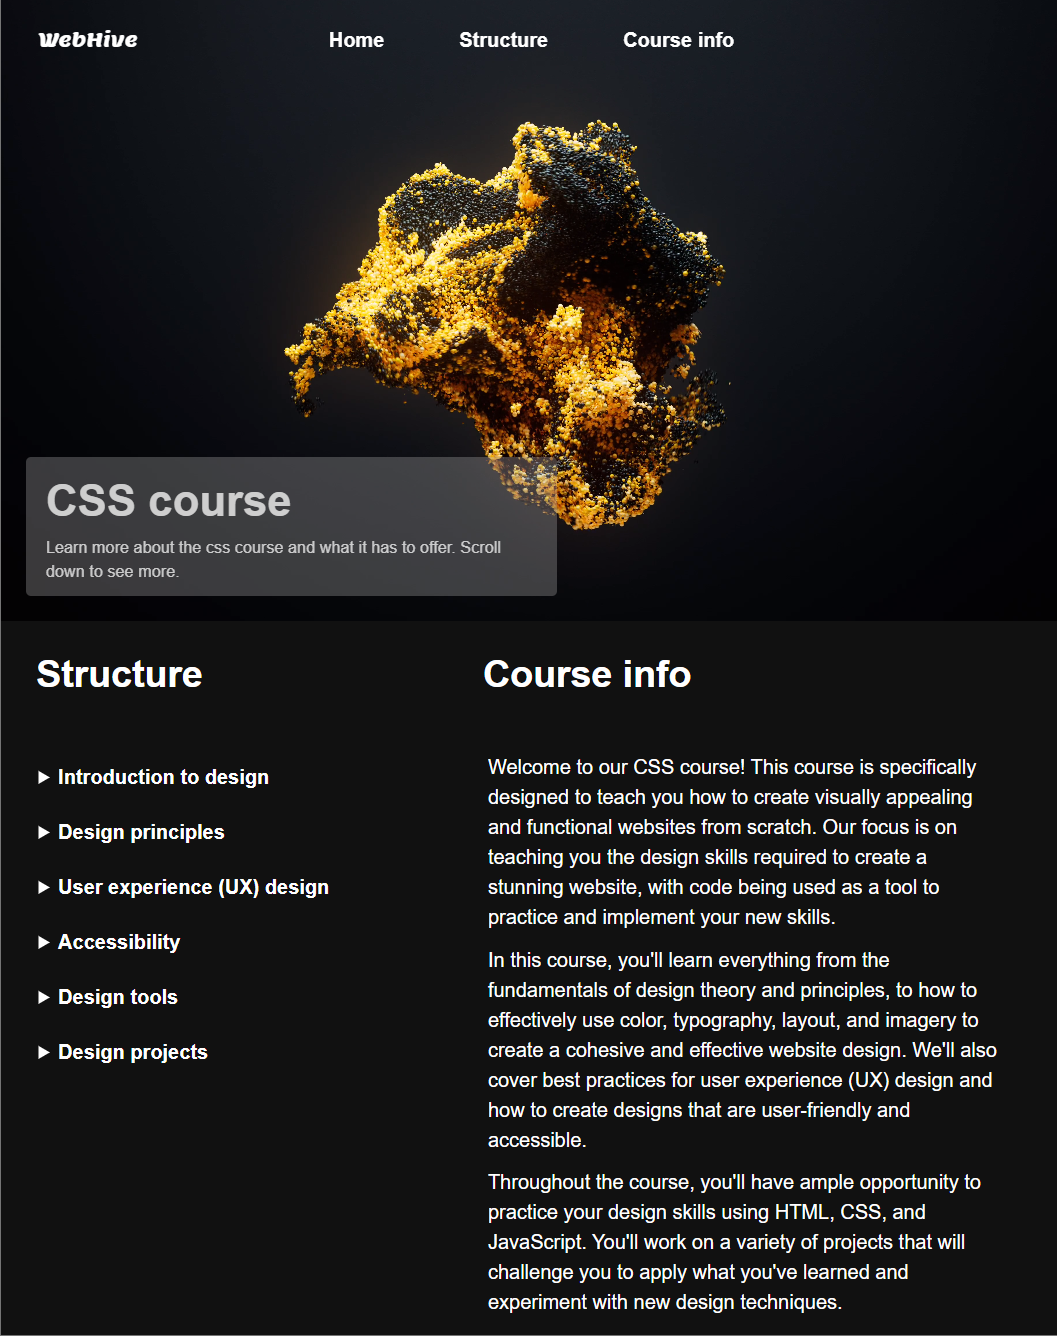 WebHive
Home
Structure
Course info
CSS course
Learn more about the css course and what it has to offer. Scroll
down to see more.
Structure
Introduction to design
Design principles
User experience (UX) design
Accessibility
Design tools
Design projects
Course info
Welcome to our CSS course! This course is specifically
designed to teach you how to create visually appealing
and functional websites from scratch. Our focus is on
teaching you the design skills required to create a
stunning website, with code being used as a tool to
practice and implement your new skills.
In this course, you'll learn everything from the
fundamentals of design theory and principles, to how to
effectively use color, typography, layout, and imagery to
create a cohesive and effective website design. We'll also
cover best practices for user experience (UX) design and
how to create designs that are user-friendly and
accessible.
Throughout the course, you'll have ample opportunity to
practice your design skills using HTML, CSS, and
JavaScript. You'll work on a variety of projects that will
challenge you to apply what you've learned and
experiment with new design techniques.